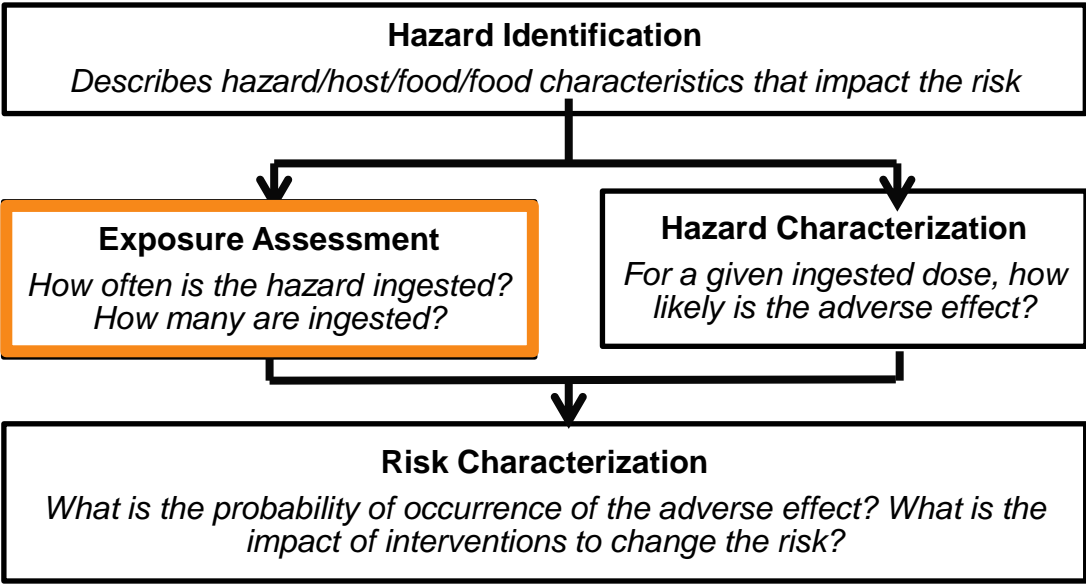 Hazard Identification
Describes hazard/host/food/food characteristics that impact the risk
Exposure Assessment
How often is the hazard ingested?
How many are ingested?
Hazard Characterization
For a given ingested dose, how
likely is the adverse effect?
Risk Characterization
What is the probability of occurrence of the adverse effect? What is the
impact of interventions to change the risk?